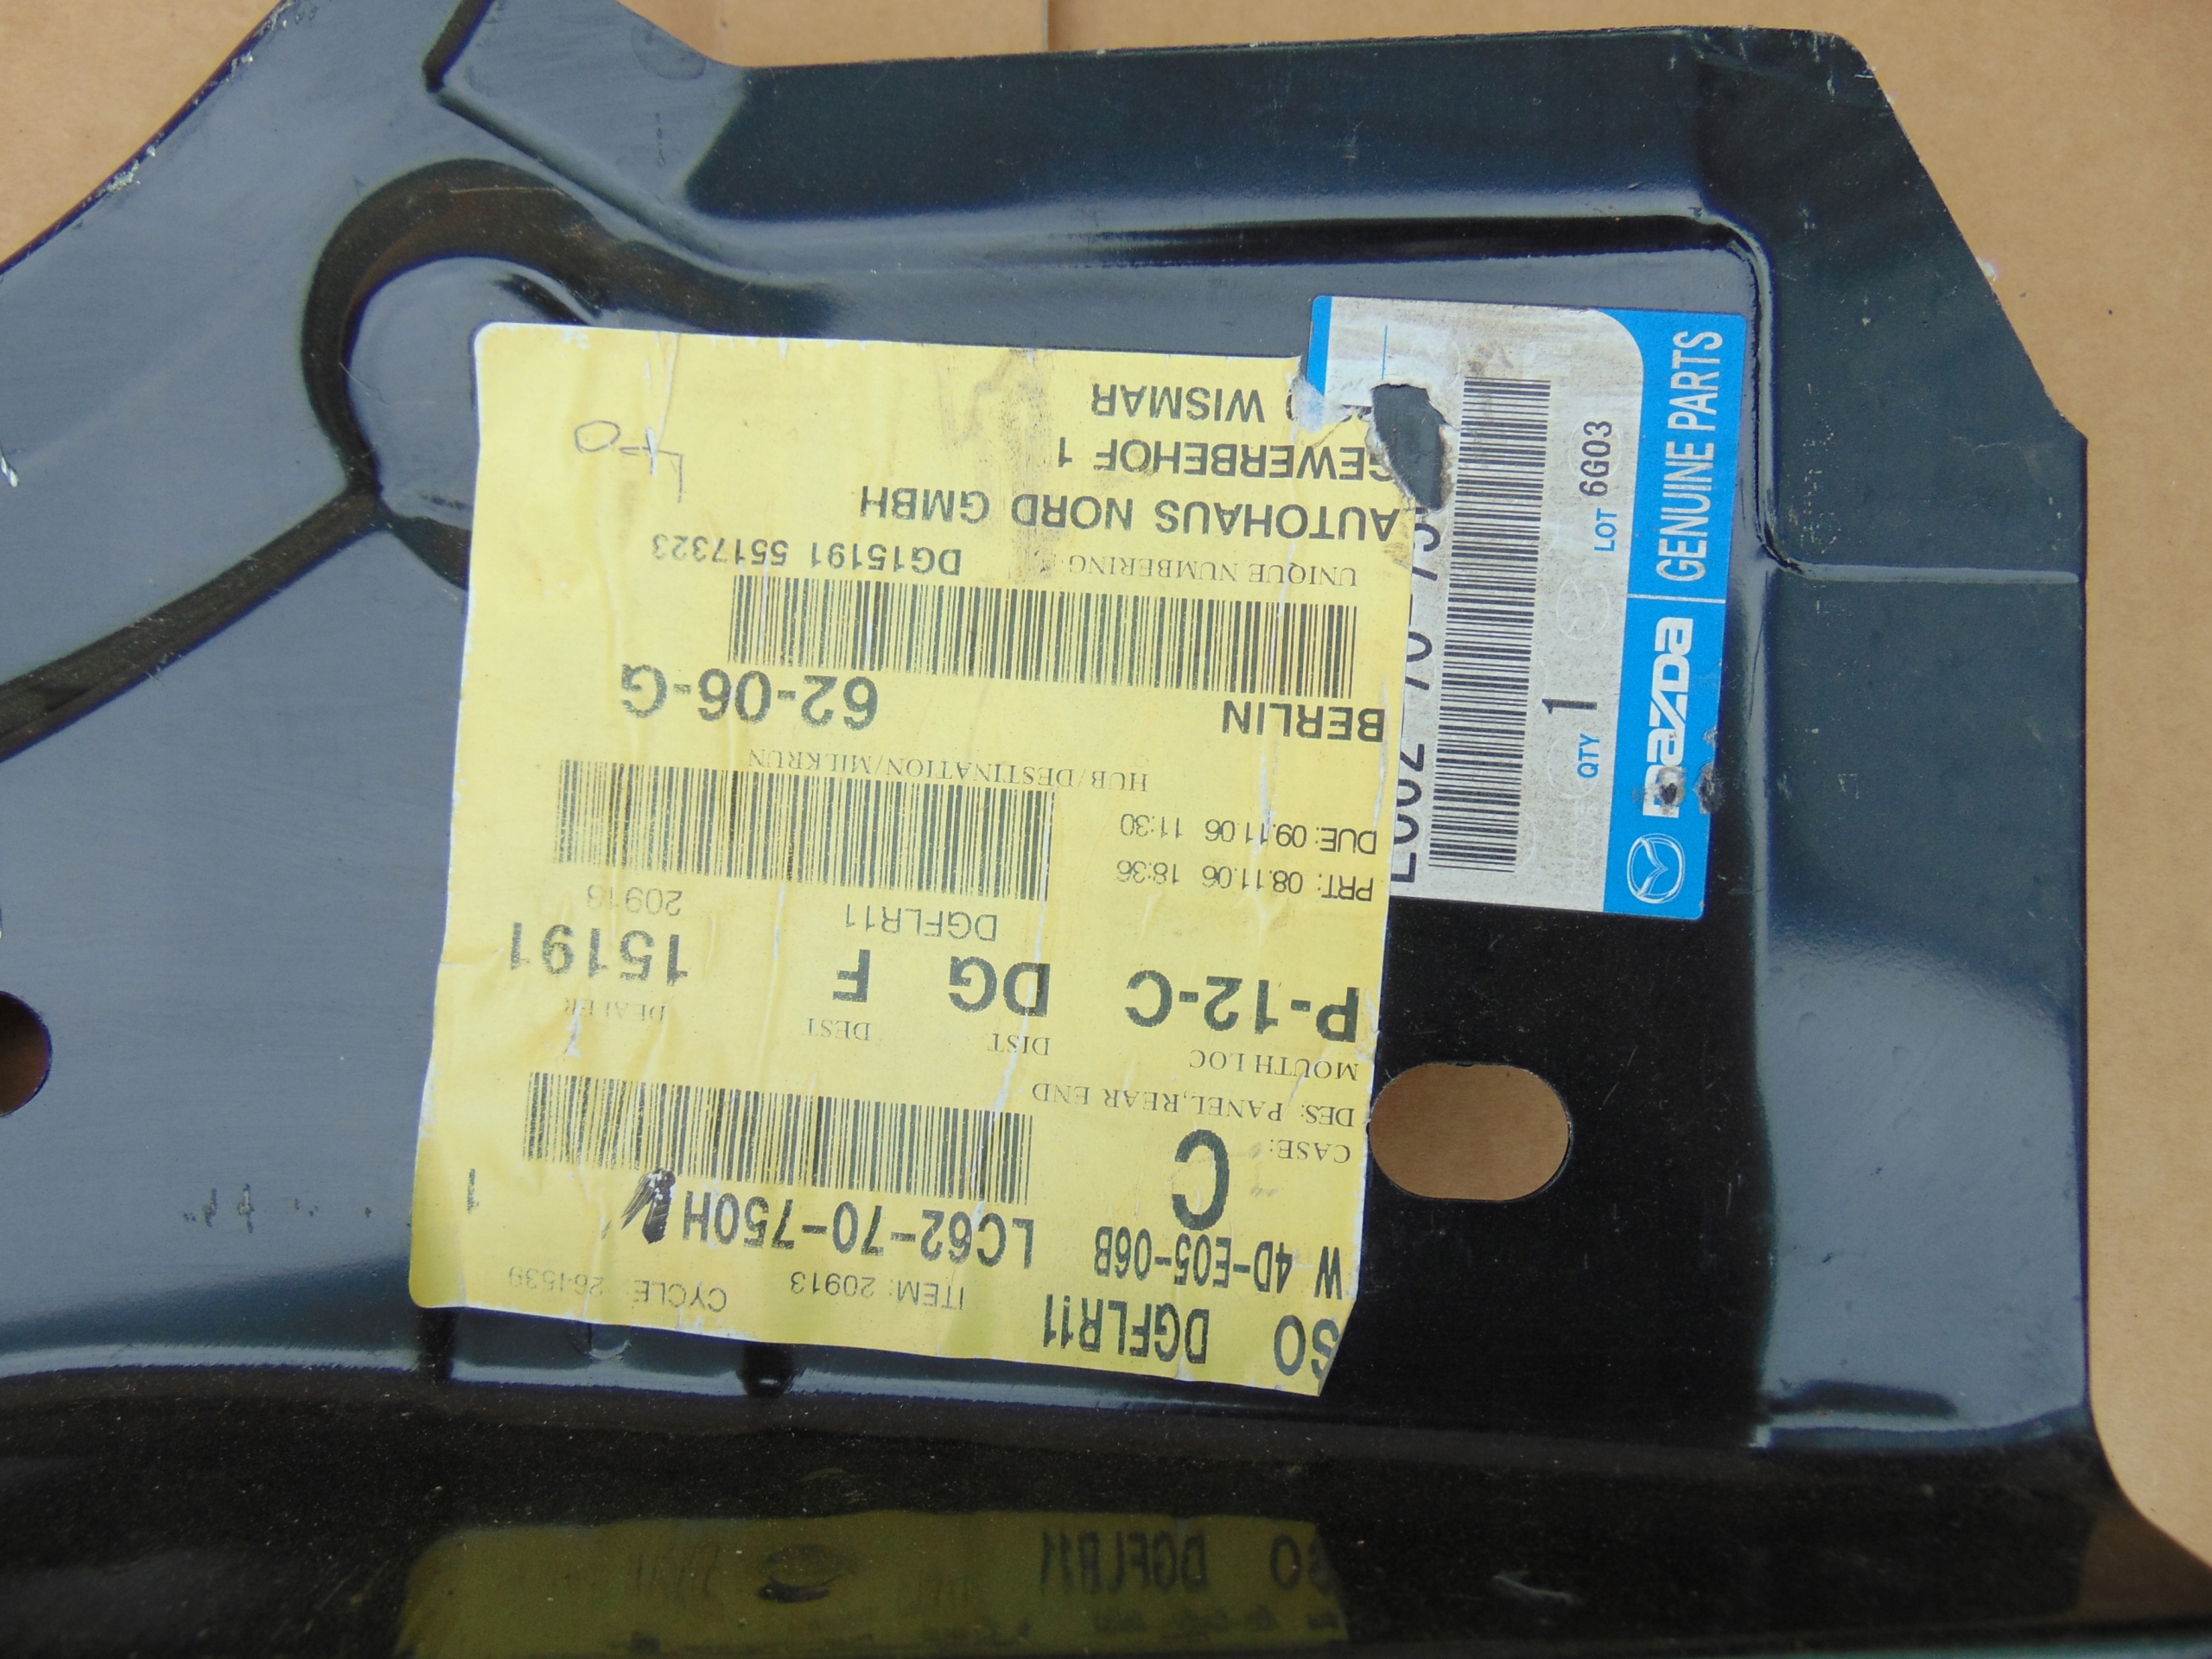 SO DGFLR11
ITEM: 20913 CYCLE: 264539
W 4D-E05-06B LC62-70-750H 1
CASE: C
DES: PANEL,REAR END
MOUTH LOC DIST DEST DEALER
P-12-C DG F 15191
DGFLR11 20913
PRT: 08.11.06 18:36
DUE: 09.11.06 11:30
HUB/DESTINATION/MILKRUN
BERLIN 62-06-G
UNIQUE NUMBERING DG15191 5517323
AUTOHAUS NORD GMBH
GEWERBEHOF 1
WISMAR
mazda GENUINE PARTS
QTY 1 LOT 6G03